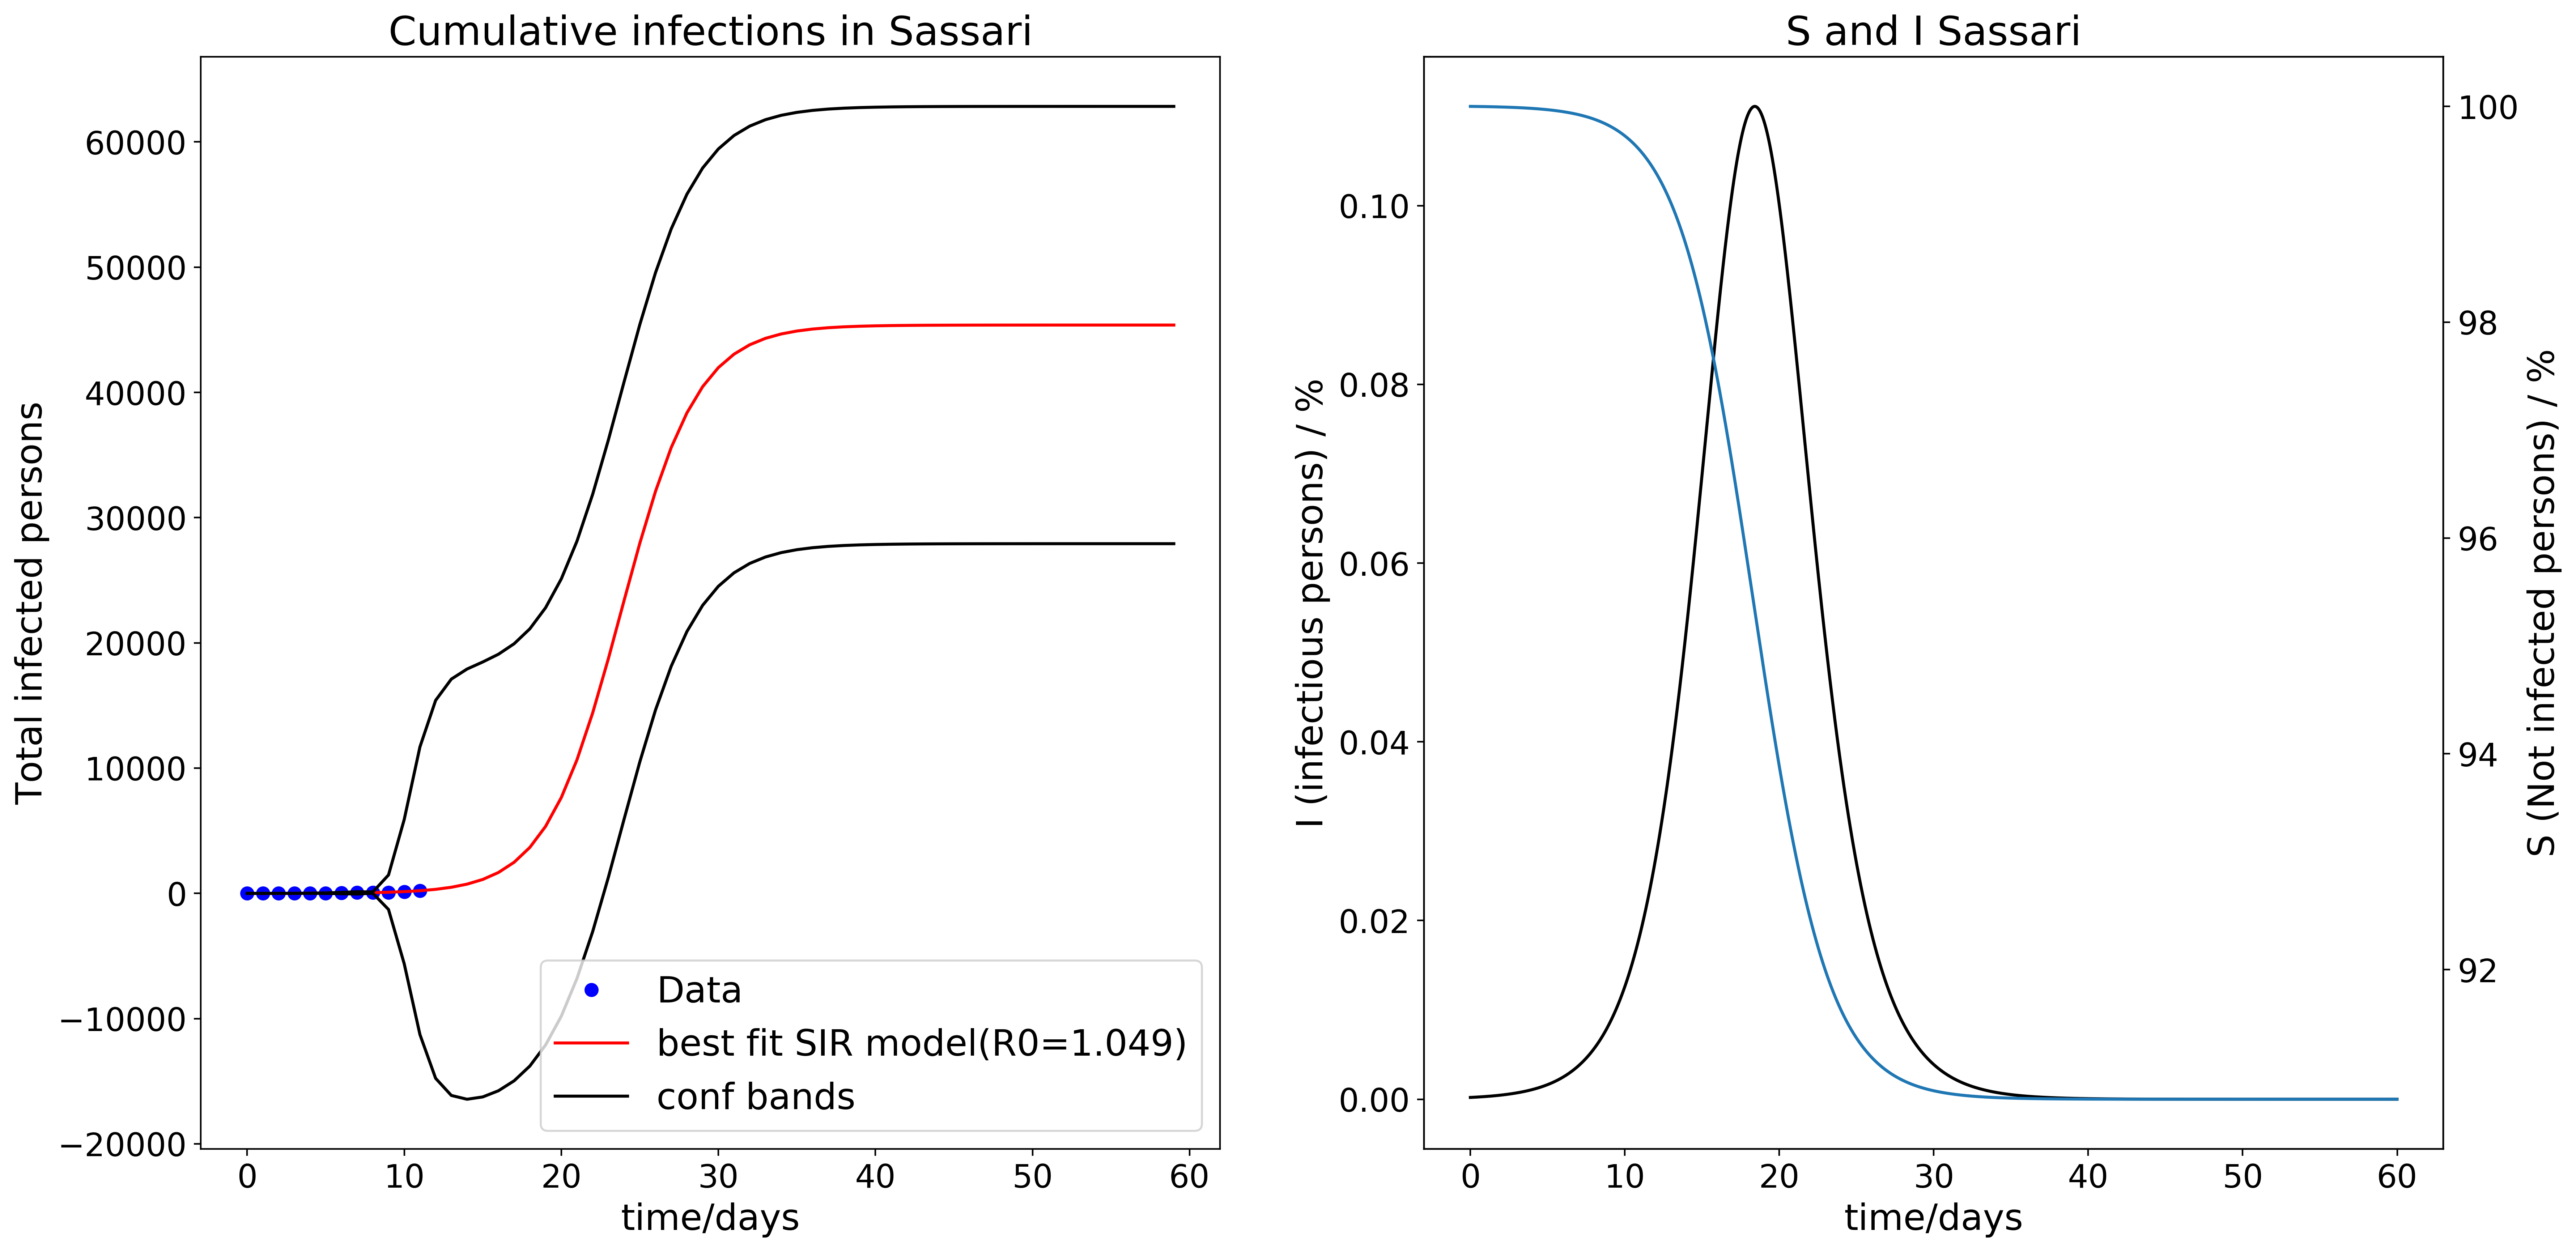 Cumulative infections in Sassari
Total infected persons
60000
50000
40000
30000
20000
10000
0
−10000
−20000
0 10 20 30 40 50 60
time/days
Data
best fit SIR model(R0=1.049)
conf bands
S and I Sassari
I (infectious persons) / %
0.10
0.08
0.06
0.04
0.02
0.00
0 10 20 30 40 50 60
time/days
100
98
96
94
92
S (Not infected persons) / %